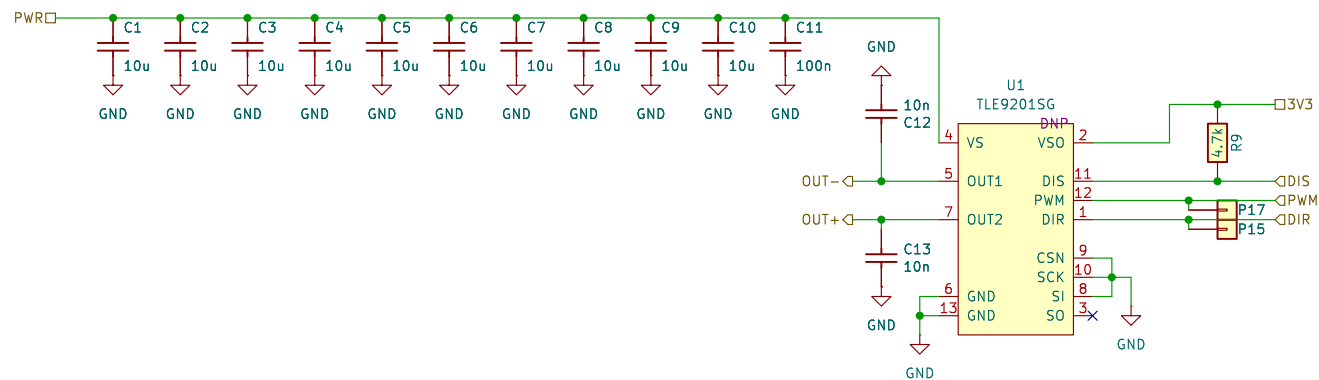 PWR
C1 C2 C3 C4 C5 C6 C7 C8 C9 C10 C11
10u 10u 10u 10u 10u 10u 10u 10u 10u 10u 100n
GND GND GND GND GND GND GND GND GND GND GND
GND
10n
C12
U1
TLE9201SG
DNP
3V3
4 VS VSO 2
4.7k
R9
OUT- 5 OUT1 DIS 11 DIS
PWM 12 PWM
P17
OUT+ 7 OUT2 DIR 1 DIR
P15
C13
10n
GND
CSN 9
SCK 10
6 GND SI 8
13 GND SO 3
GND
GND